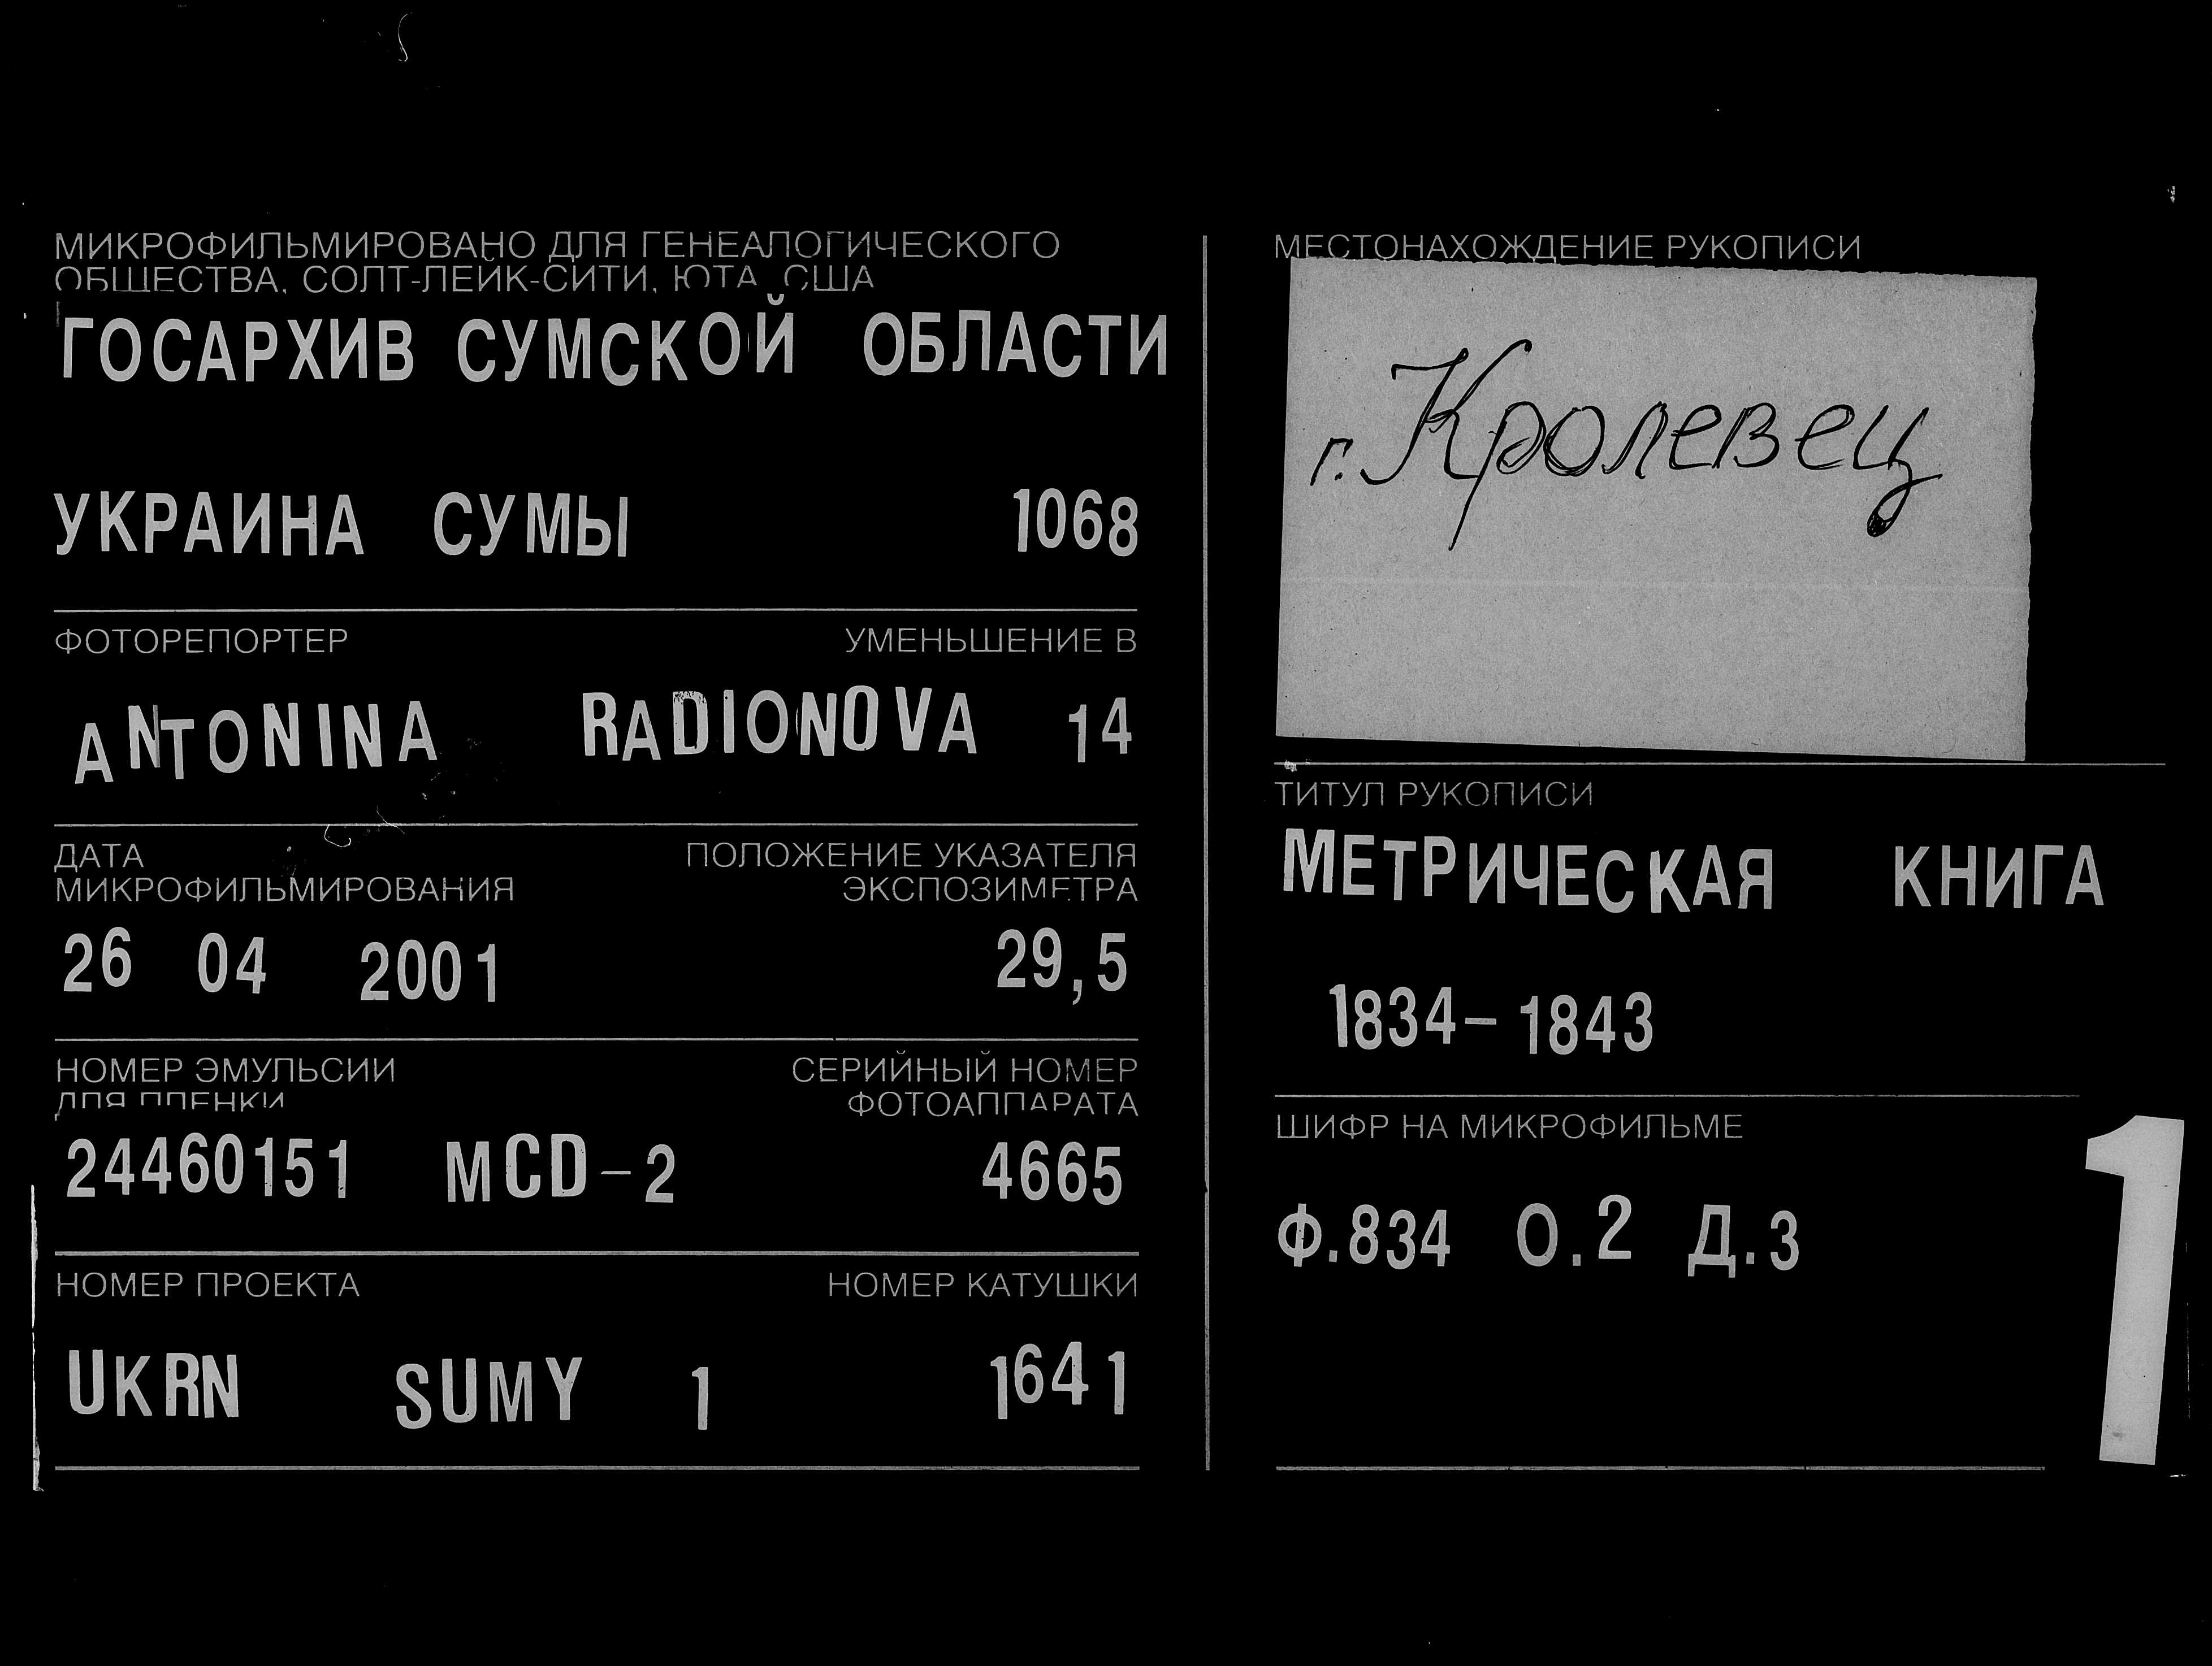 МИКРОФИЛЬМИРОВАНО ДЛЯ ГЕНЕАЛОГИЧЕСКОГО
ОБЩЕСТВА, СОЛТ-ЛЕЙК-СИТИ, ЮТА, США
ГОСАРХИВ СУМСКОЙ ОБЛАСТИ
УКРАИНА СУМЫ 1068
ФОТОРЕПОРТЕР УМЕНЬШЕНИЕ В
ANTONINA RADIONOVA 14
ДАТА ПОЛОЖЕНИЕ УКАЗАТЕЛЯ
МИКРОФИЛЬМИРОВАНИЯ ЭКСПОЗИМЕТРА
26 04 2001 29,5
НОМЕР ЭМУЛЬСИИ СЕРИЙНЫЙ НОМЕР
ДЛЯ ПЛЕНКИ ФОТОАППАРАТА
24460151 MCD-2 4665
НОМЕР ПРОЕКТА НОМЕР КАТУШКИ
UKRN SUMY 1 1641
МЕСТОНАХОЖДЕНИЕ РУКОПИСИ
г. Кролевец
ТИТУЛ РУКОПИСИ
МЕТРИЧЕСКАЯ КНИГА
1834-1843
ШИФР НА МИКРОФИЛЬМЕ
Ф.834 О.2 Д.3
1